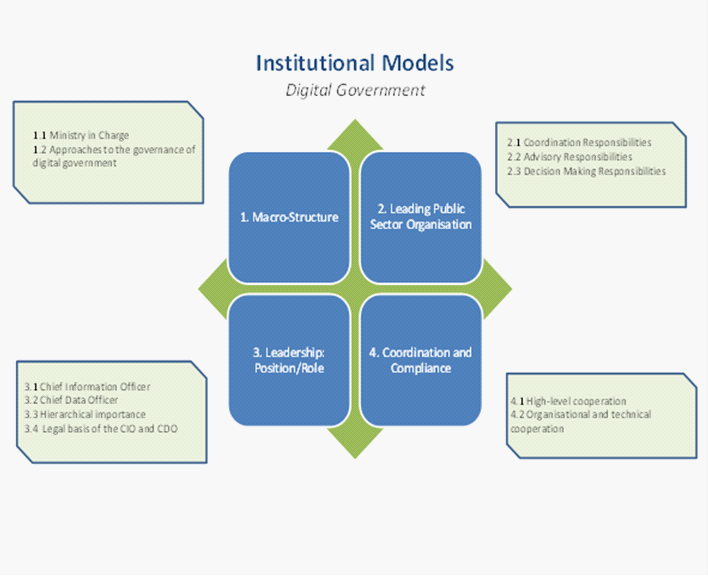 Institutional Models
Digital Government
1.1 Ministry in Charge
1.2 Approaches to the governance of
digital government
2.1 Coordination Responsibilities
2.2 Advisory Responsibilities
2.3 Decision Making Responsibilities
1. Macro-Structure
2. Leading Public
Sector Organisation
3. Leadership:
Position/Role
4. Coordination and
Compliance
3.1 Chief Information Officer
3.2 Chief Data Officer
3.3 Hierarchical importance
3.4 Legal basis of the CIO and CDO
4.1 High-level cooperation
4.2 Organisational and technical
cooperation